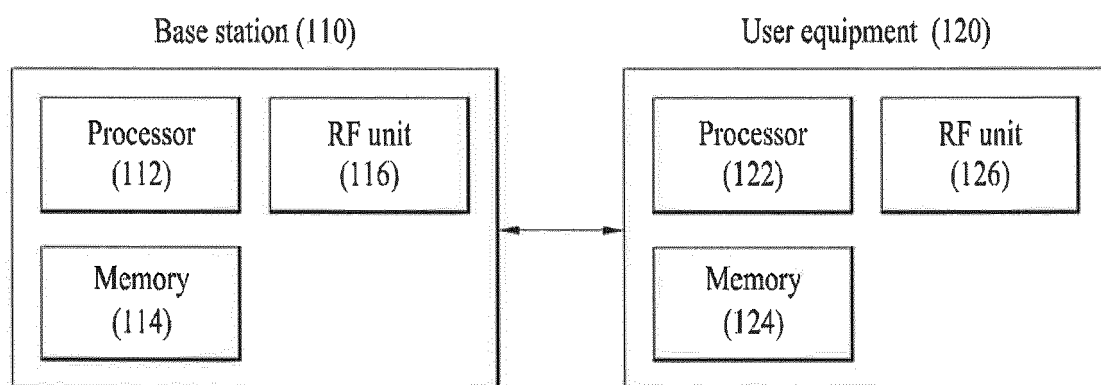 Base station (110)
User equipment (120)
Processor
(112)
RF unit
(116)
Processor
(122)
RF unit
(126)
Memory
(114)
Memory
(124)